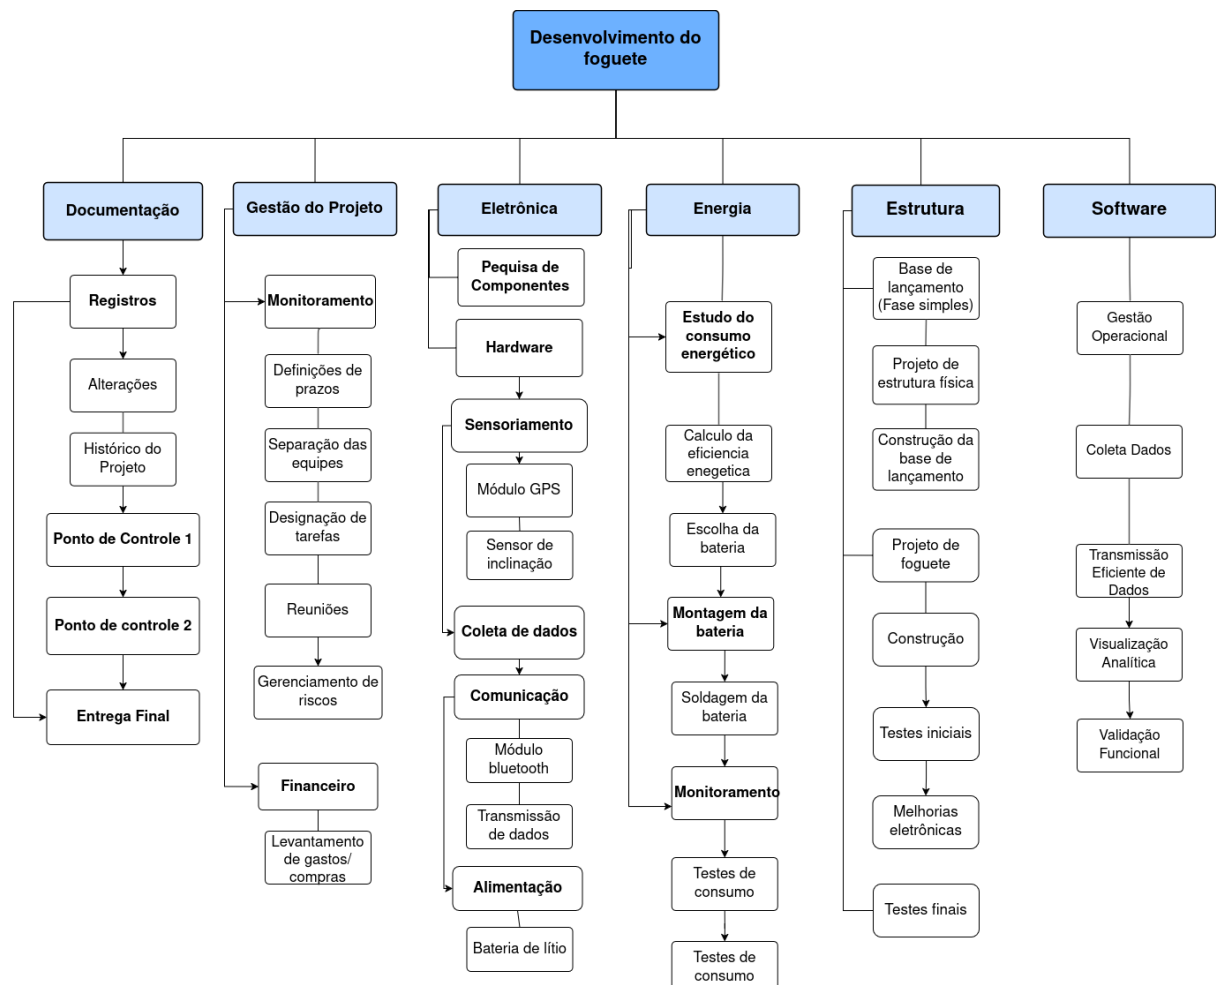 Desenvolvimento do
foguete
Documentação
Registros
Alterações
Histórico do
Projeto
Ponto de Controle 1
Ponto de controle 2
Entrega Final
Gestão do Projeto
Monitoramento
Definições de
prazos
Separação das
equipes
Designação de
tarefas
Reuniões
Gerenciamento de
riscos
Financeiro
Levantamento
de gastos/
compras
Eletrônica
Pequisa de
Componentes
Hardware
Sensoriamento
Módulo GPS
Sensor de
inclinação
Coleta de dados
Comunicação
Módulo
bluetooth
Transmissão
de dados
Alimentação
Bateria de lítio
Energia
Estudo do
consumo
energético
Calculo da
eficiencia
enegetica
Escolha da
bateria
Montagem da
bateria
Soldagem da
bateria
Monitoramento
Testes de
consumo
Testes de
consumo
Estrutura
Base de
lançamento
(Fase simples)
Projeto de
estrutura física
Construção da
base de
lançamento
Projeto de
foguete
Construção
Testes iniciais
Melhorias
eletrônicas
Testes finais
Software
Gestão
Operacional
Coleta Dados
Transmissão
Eficiente de
Dados
Visualização
Analítica
Validação
Funcional